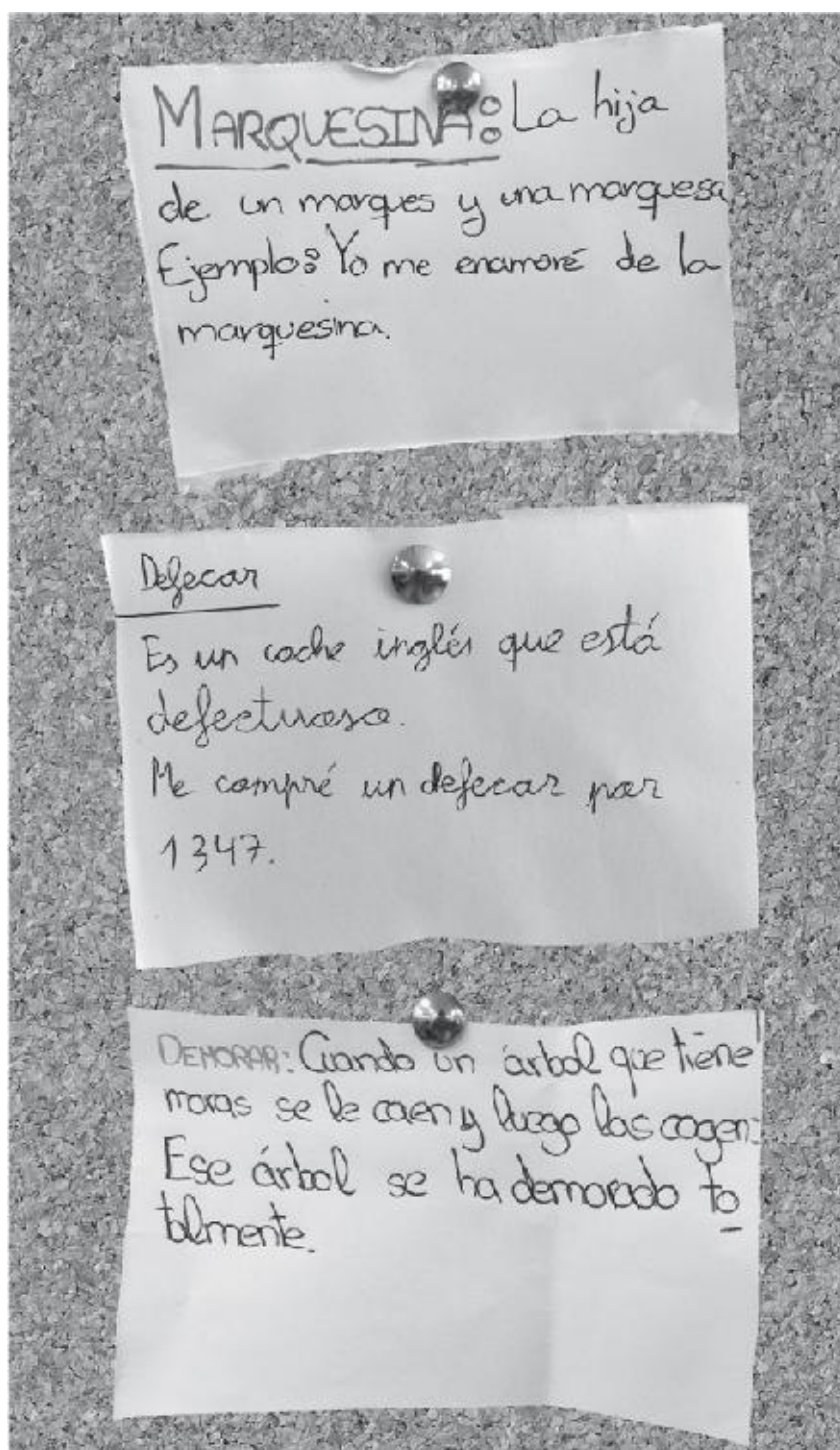 MARQUESINA: La hija
de un marques y una marquesa.
Ejemplo: Yo me enamoré de la
marquesina.
Defecar
Es un coche inglés que está
defectuoso.
Me compré un defecar por
1347.
DEMORAR: Cuando un árbol que tiene
moras se le caen y luego las cogen:
Ese árbol se ha demorado to
talmente.